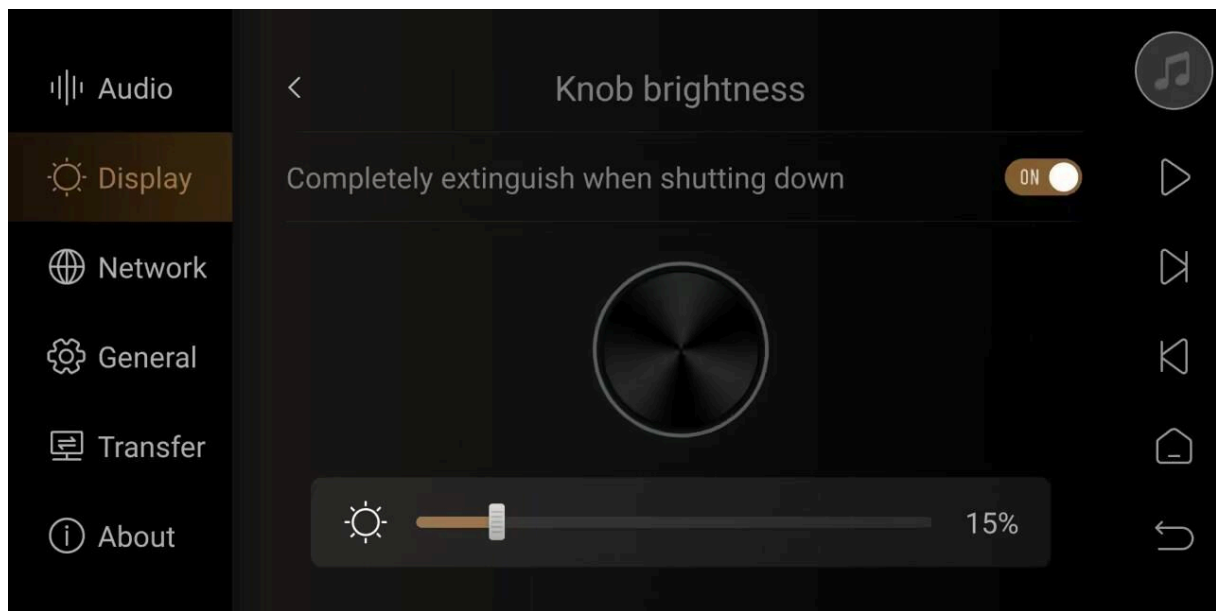 Audio
Display
Network
General
Transfer
About
Knob brightness
Completely extinguish when shutting down
ON
15%